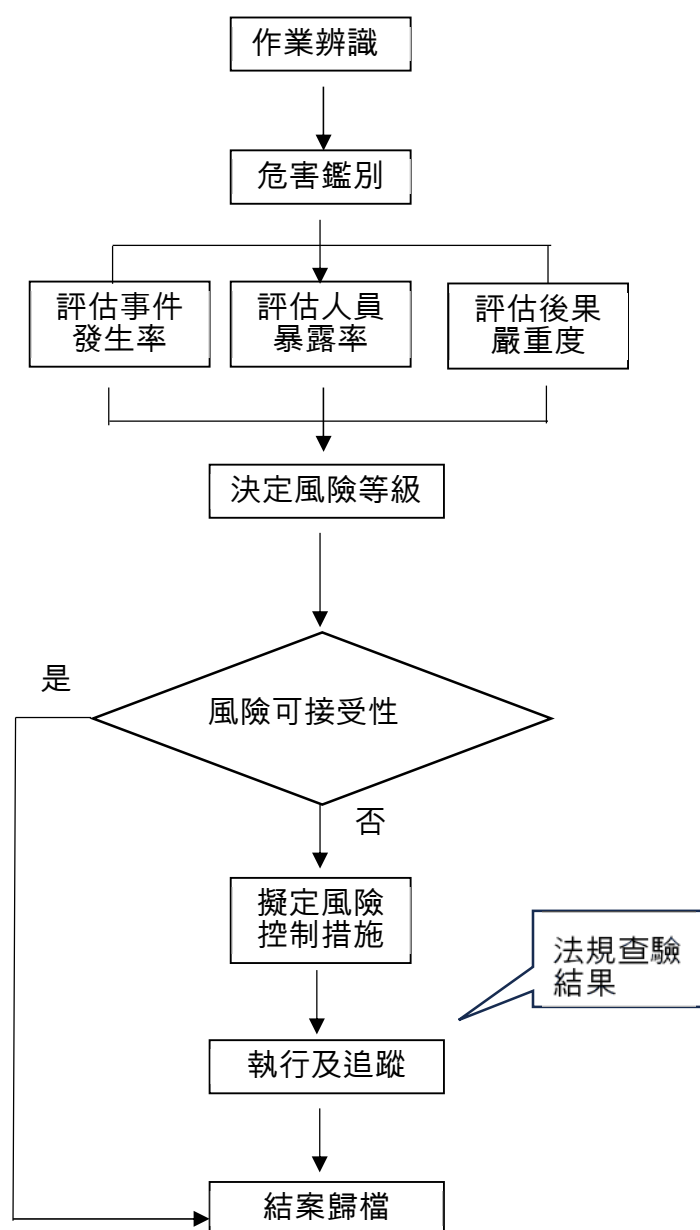 作業辨識
危害鑑別
評估事件
發生率
評估人員
暴露率
評估後果
嚴重度
決定風險等級
是
風險可接受性
否
擬定風險
控制措施
法規查驗
結果
執行及追蹤
結案歸檔